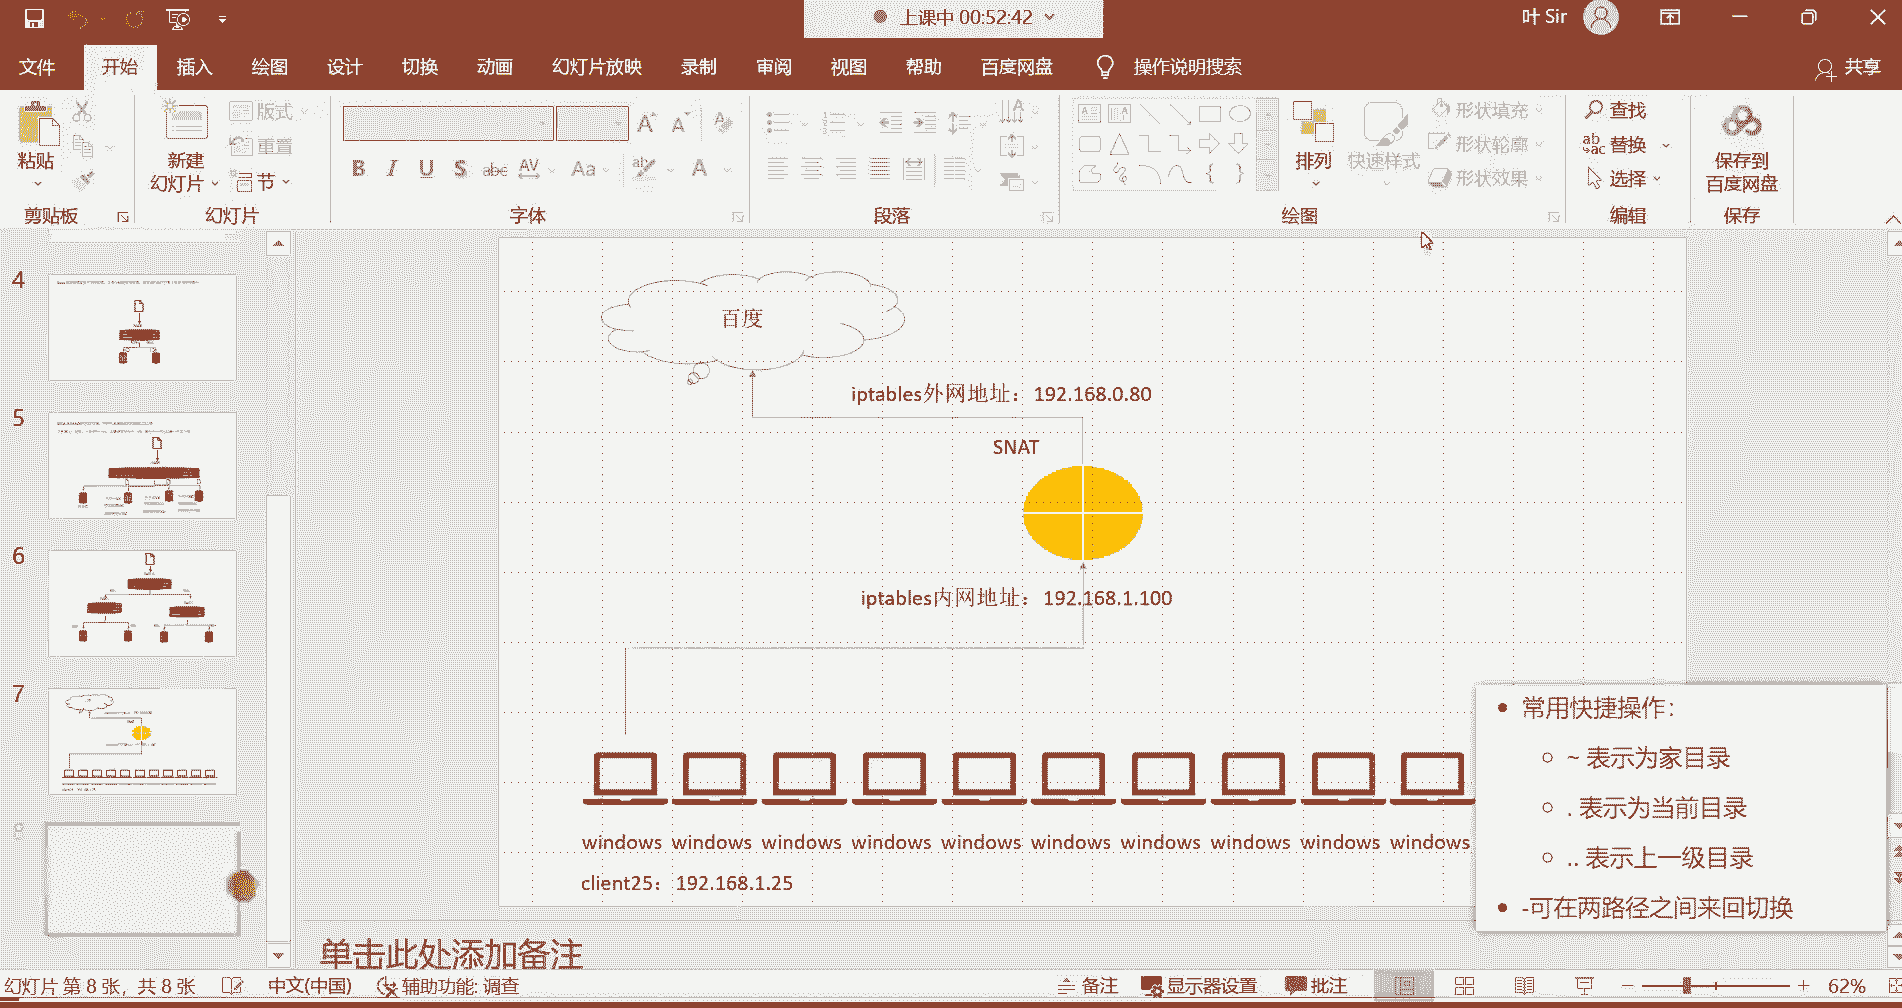 上课中 00:52:42
叶 Sir
文件 开始 插入 绘图 设计 切换 动画 幻灯片放映 录制 审阅 视图 帮助 百度网盘 操作说明搜索 共享
粘贴
剪贴板
新建
幻灯片
版式
重置
节
幻灯片
B I U S abc AV Aa A
字体
段落
排列
快速样式
形状填充
形状轮廓
形状效果
绘图
查找
替换
选择
编辑
保存到
百度网盘
保存
4
5
6
7
8
百度
iptables外网地址：192.168.0.80
SNAT
iptables内网地址：192.168.1.100
windows windows windows windows windows windows windows windows windows windows
client25：192.168.1.25
常用快捷操作：
~ 表示为家目录
. 表示为当前目录
.. 表示上一级目录
-可在两路径之间来回切换
单击此处添加备注
幻灯片 第 8 张，共 8 张 中文(中国) 辅助功能: 调查 备注 显示器设置 批注 62%